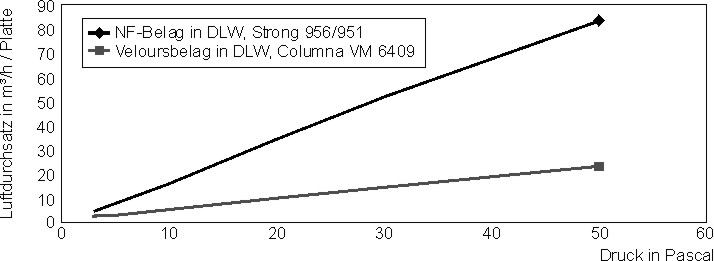 Luftdurchsatz in m³/h / Platte
90
80
70
60
50
40
30
20
10
0
NF-Belag in DLW, Strong 956/951
Veloursbelag in DLW, Columna VM 6409
0 10 20 30 40 50 60
Druck in Pascal